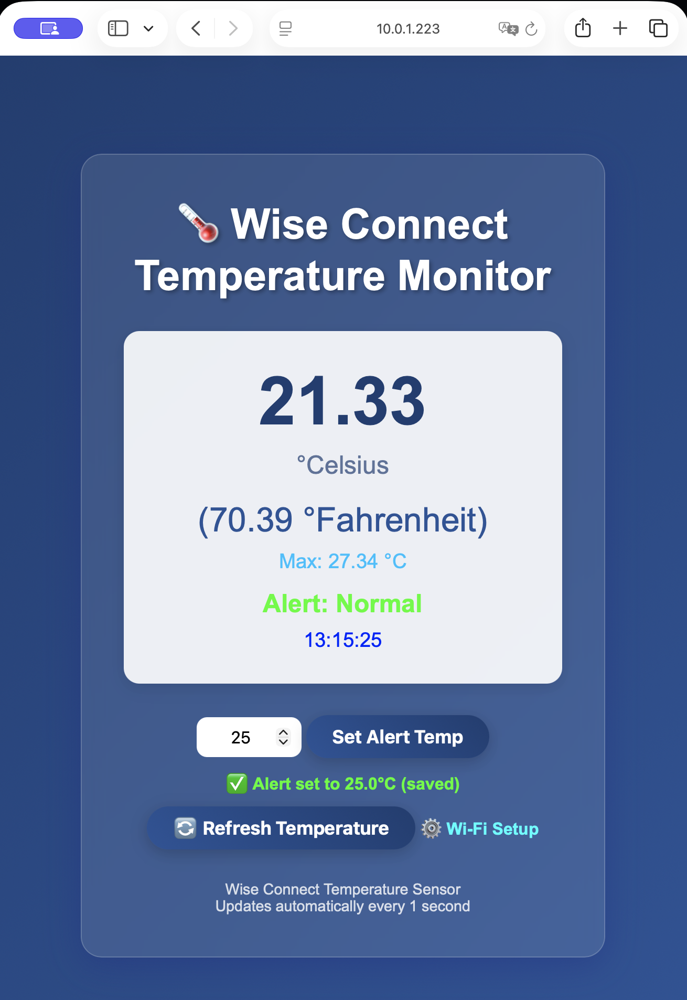 10.0.1.223
🌡️ Wise Connect
Temperature Monitor
21.33
°Celsius
(70.39 °Fahrenheit)
Max: 27.34 °C
Alert: Normal
13:15:25
25 Set Alert Temp
✅ Alert set to 25.0°C (saved)
🔄 Refresh Temperature ⚙️ Wi-Fi Setup
Wise Connect Temperature Sensor
Updates automatically every 1 second